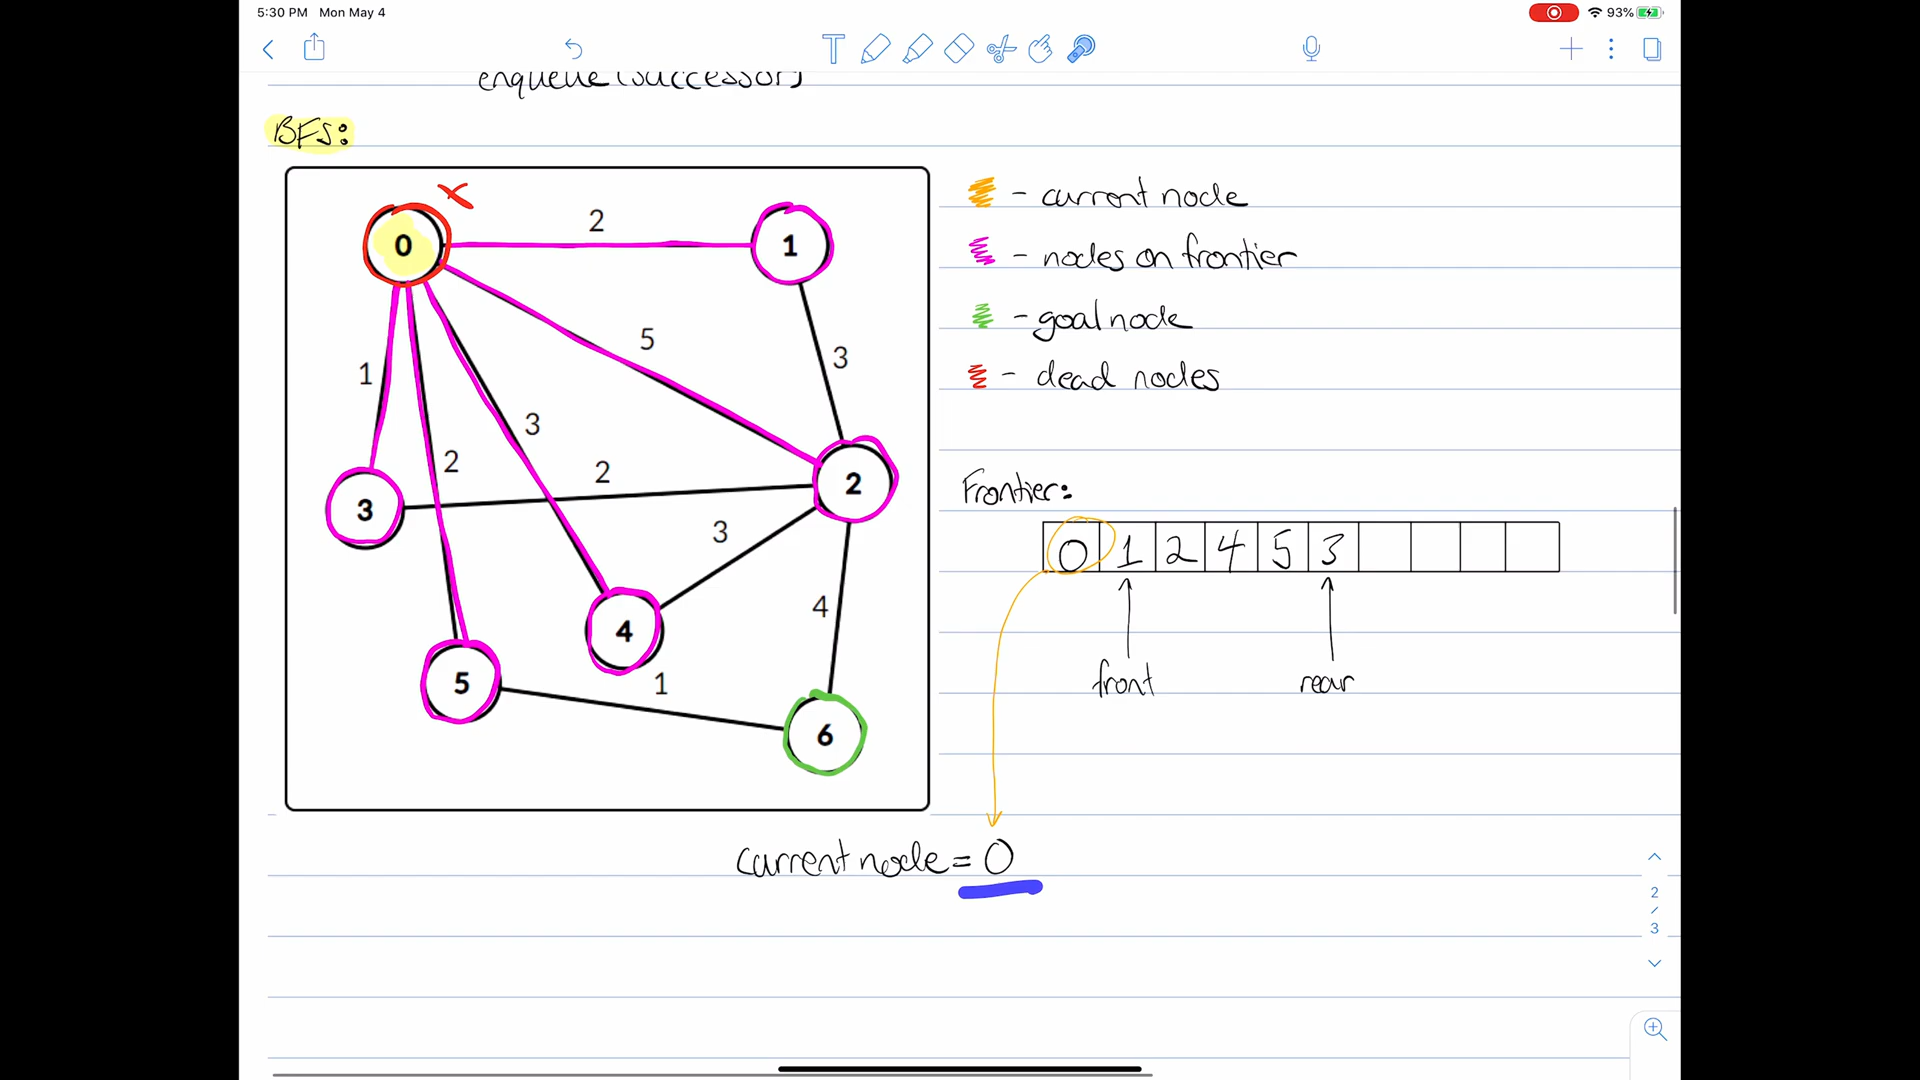 5:30 PM Mon May 4
93%
T
enqueue (successor)
BFS:
0
2
1
5
3
1
3
2
2
3
2
3
4
4
5
1
6
- current node
- nodes on frontier
- goal node
- dead nodes
Frontier:
0 1 2 4 5 3
front rear
current node = 0
2
/
3